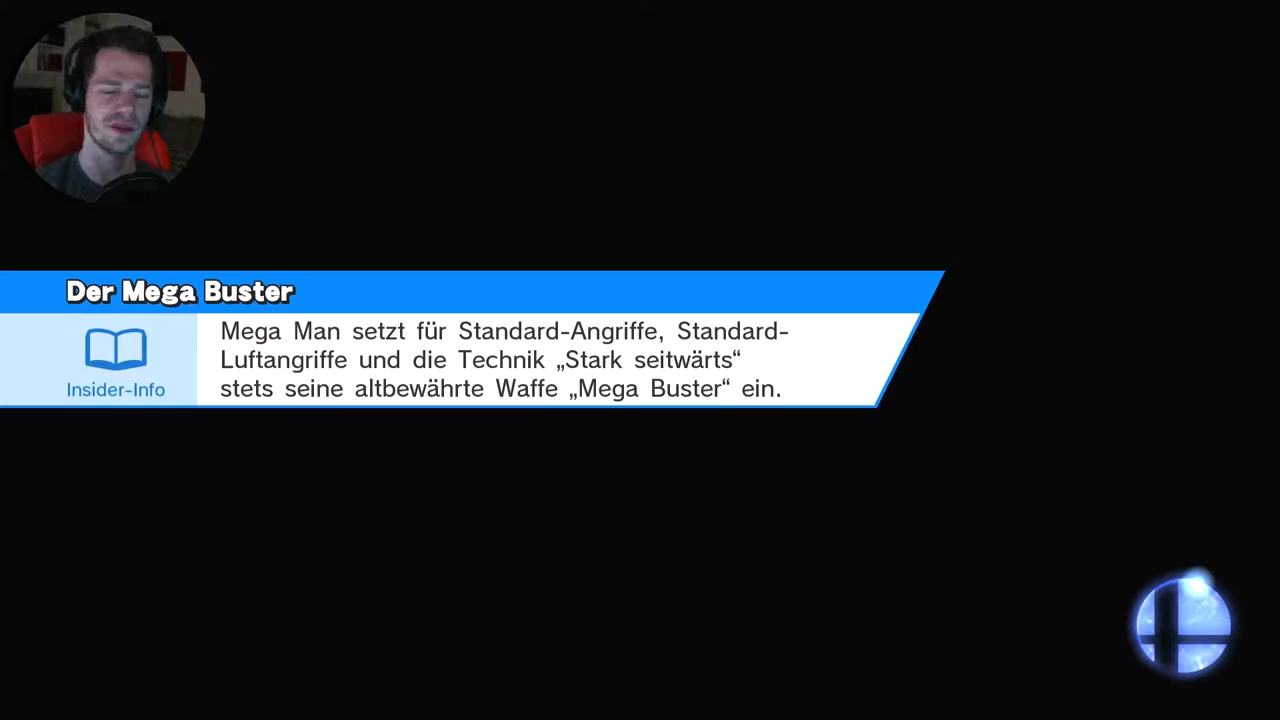 Der Mega Buster
Mega Man setzt für Standard-Angriffe, Standard-
Luftangriffe und die Technik „Stark seitwärts“
stets seine altbewährte Waffe „Mega Buster“ ein.
Insider-Info